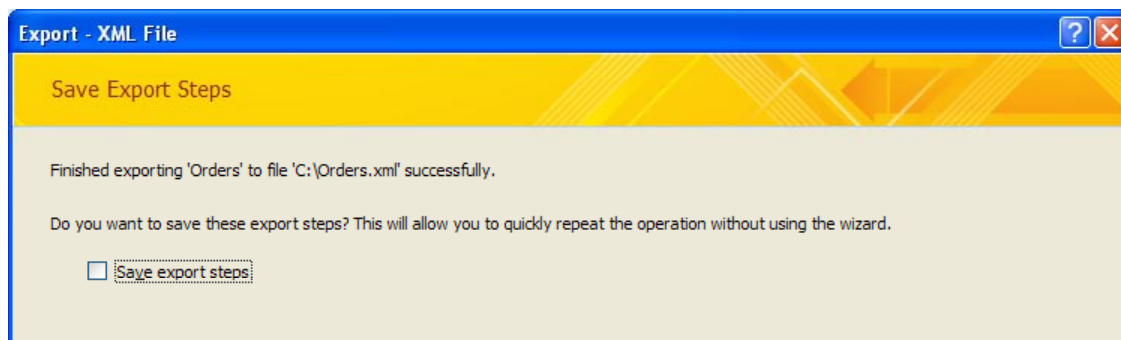 Export - XML File
Save Export Steps
Finished exporting 'Orders' to file 'C:\Orders.xml' successfully.
Do you want to save these export steps? This will allow you to quickly repeat the operation without using the wizard.
Save export steps